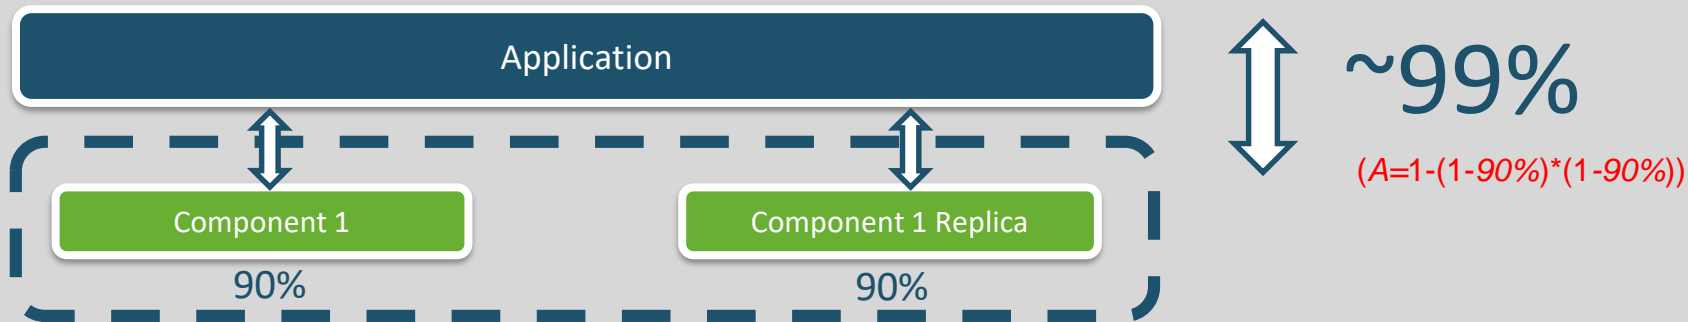 Application
~99%
(A=1-(1-90%)*(1-90%))
Component 1
Component 1 Replica
90%
90%